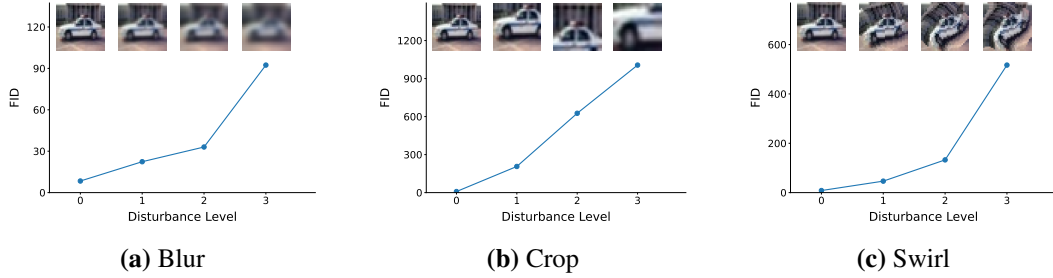 120
90
60
30
0
FID
0 1 2 3
Disturbance Level
(a) Blur
1200
900
600
300
0
FID
0 1 2 3
Disturbance Level
(b) Crop
600
400
200
0
FID
0 1 2 3
Disturbance Level
(c) Swirl